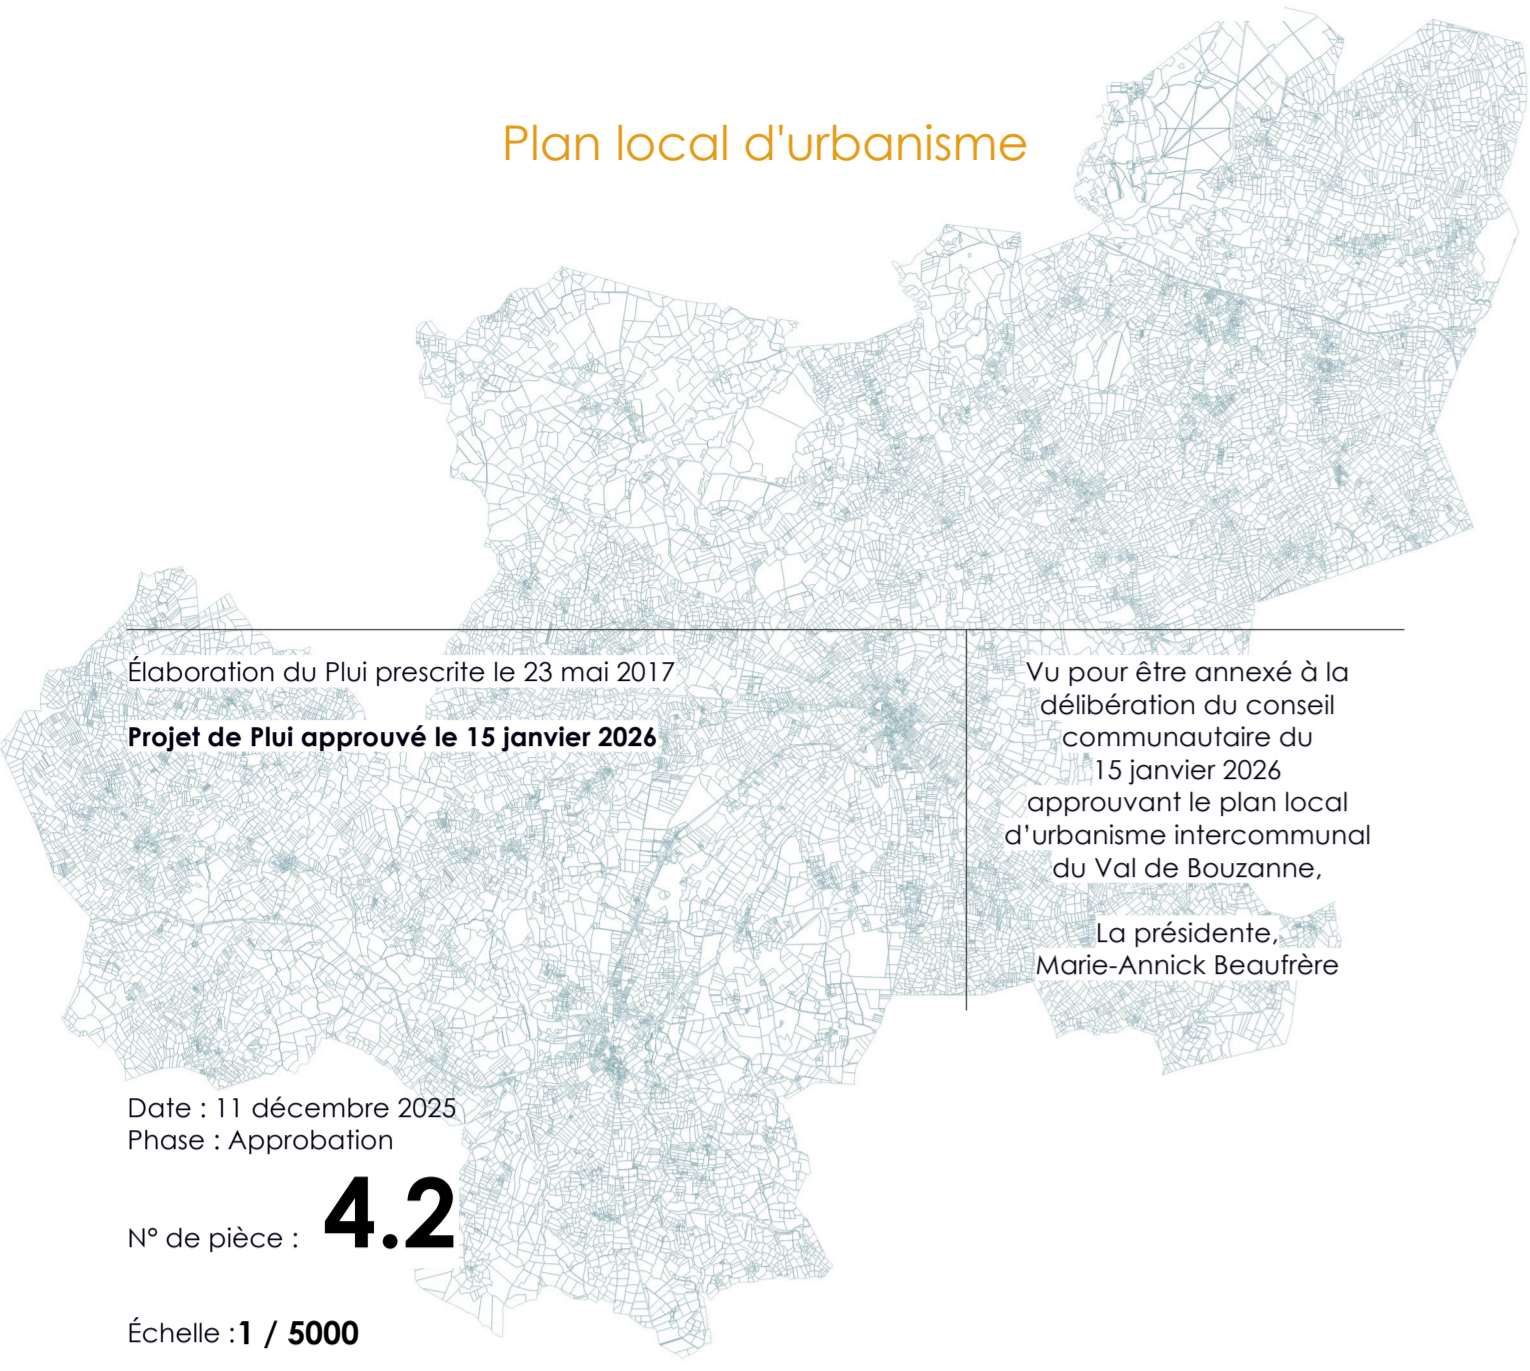 Plan local d'urbanisme
Élaboration du Plui prescrite le 23 mai 2017
Projet de Plui approuvé le 15 janvier 2026
Vu pour être annexé à la
délibération du conseil
communautaire du
15 janvier 2026
approuvant le plan local
d’urbanisme intercommunal
du Val de Bouzanne,
La présidente,
Marie-Annick Beaufrère
Date : 11 décembre 2025
Phase : Approbation
N° de pièce : 4.2
Échelle : 1 / 5000